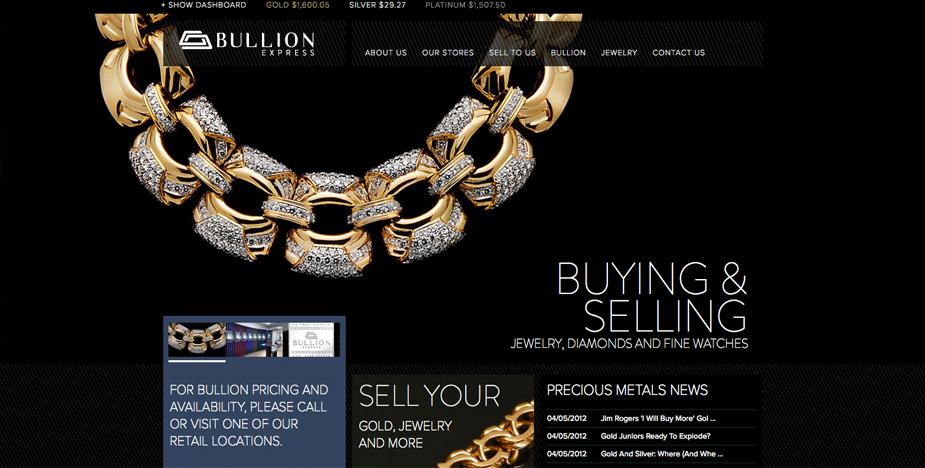 + SHOW DASHBOARD GOLD $1,600.05 SILVER $29.27 PLATINUM $1,507.50
BULLION
EXPRESS
ABOUT US OUR STORES SELL TO US BULLION JEWELRY CONTACT US
BUYING &
SELLING
JEWELRY, DIAMONDS AND FINE WATCHES
BULLION
EXPRESS
FOR BULLION PRICING AND
AVAILABILITY, PLEASE CALL
OR VISIT ONE OF OUR
RETAIL LOCATIONS.
SELL YOUR
GOLD, JEWELRY
AND MORE
PRECIOUS METALS NEWS
04/05/2012 Jim Rogers 'I Will Buy More' Gol ...
04/05/2012 Gold Juniors Ready To Explode?
04/05/2012 Gold And Silver: Where (And Whe ...